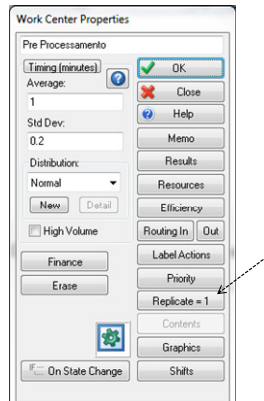 Work Center Properties
Pre Processamento
Timing (minutes)
Average:
1
Std Dev:
0.2
Distribution:
Normal
New
Detail
High Volume
Finance
Erase
On State Change
OK
Close
Help
Memo
Results
Resources
Efficiency
Routing In
Out
Label Actions
Priority
Replicate = 1
Contents
Graphics
Shifts